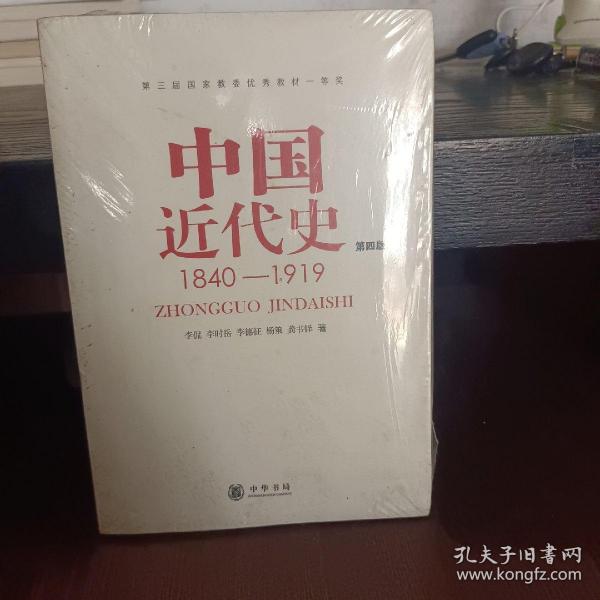 第三届国家教委优秀教材一等奖
中国
近代史
第四版
1840—1919
ZHONGGUO JINDAISHI
李侃 李时岳 李德征 杨策 龚书铎 著
中华书局
孔夫子旧书网
www.kongfz.com